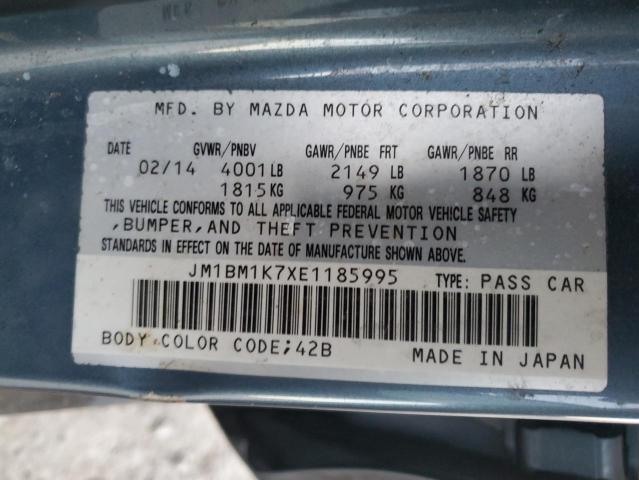 MFD. BY MAZDA MOTOR CORPORATION
DATE GVWR/PNBV GAWR/PNBE FRT GAWR/PNBE RR
02/14 4001 LB 2149 LB 1870 LB
1815 KG 975 KG 848 KG
THIS VEHICLE CONFORMS TO ALL APPLICABLE FEDERAL MOTOR VEHICLE SAFETY
,BUMPER,AND THEFT PREVENTION
STANDARDS IN EFFECT ON THE DATE OF MANUFACTURE SHOWN ABOVE.
JM1BM1K7XE1185995 TYPE: PASS CAR
BODY COLOR CODE;42B MADE IN JAPAN